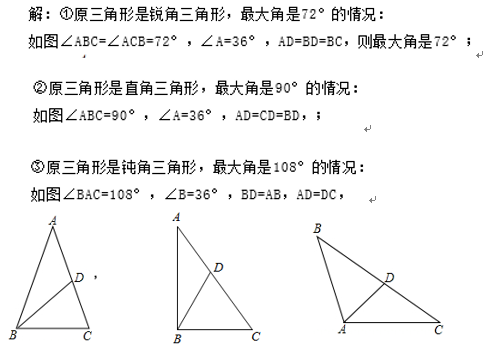 解：①原三角形是锐角三角形，最大角是72°的情况：
如图∠ABC=∠ACB=72°，∠A=36°，AD=BD=BC，则最大角是72°；
②原三角形是直角三角形，最大角是90°的情况：
如图∠ABC=90°，∠A=36°，AD=CD=BD，；
③原三角形是钝角三角形，最大角是108°的情况：
如图∠BAC=108°，∠B=36°，BD=AB，AD=DC，
A
D ，
B
C
A
D
B
C
B
D
A
C